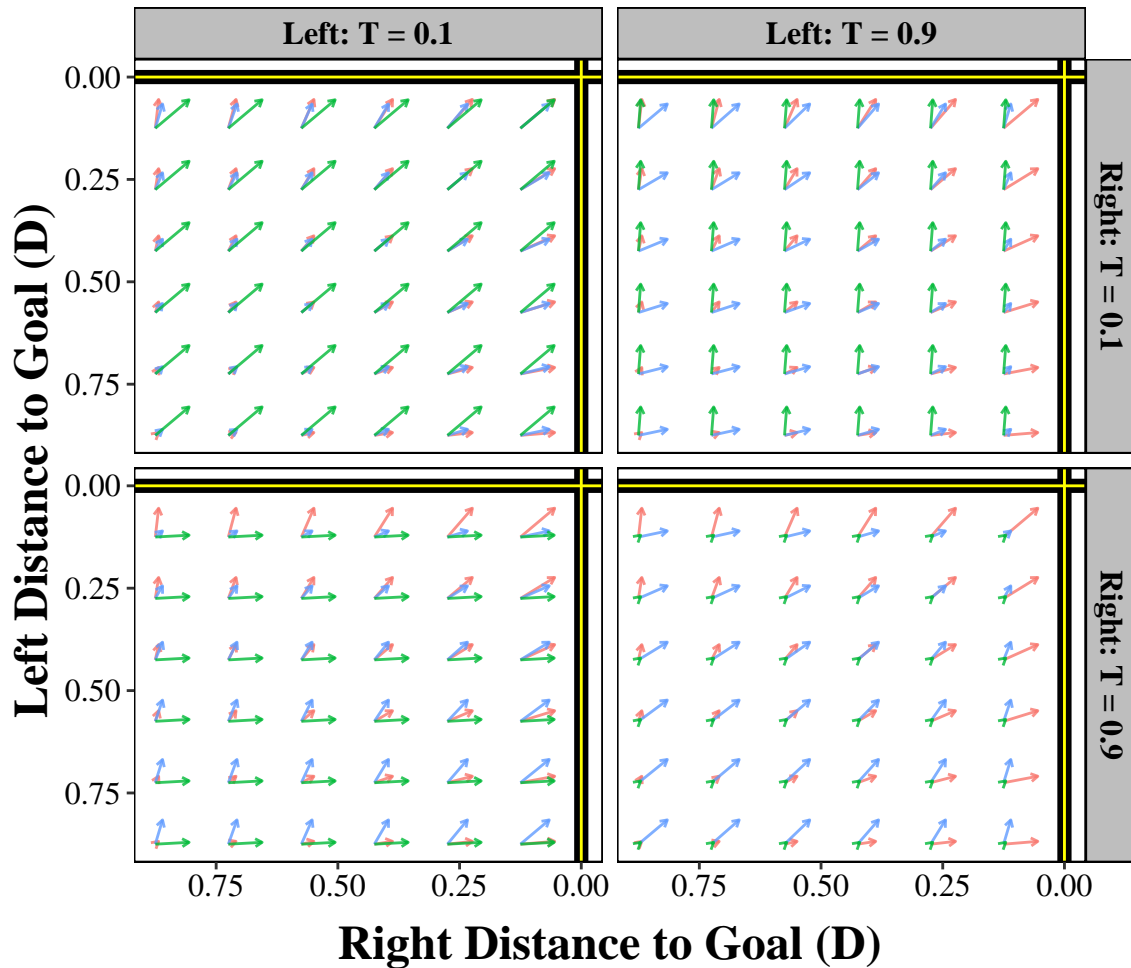 Left: T = 0.1
Left: T = 0.9
0.00
0.25
0.50
0.75
Right: T = 0.1
0.00
0.25
0.50
0.75
Right: T = 0.9
Left Distance to Goal (D)
0.75
0.50
0.25
0.00
0.75
0.50
0.25
0.00
Right Distance to Goal (D)